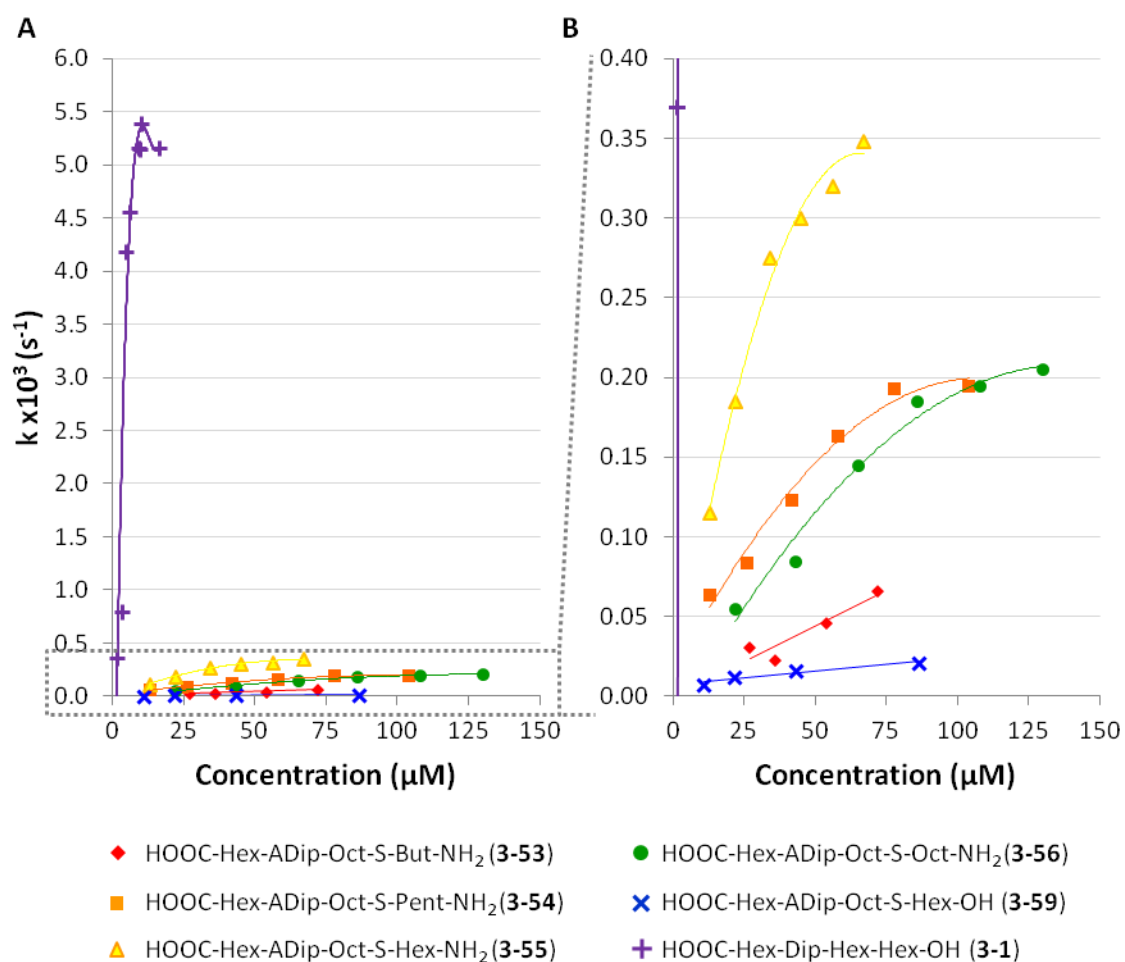 A
B
6.0
5.5
5.0
4.5
4.0
3.5
3.0
2.5
2.0
1.5
1.0
0.5
0.0
k x10³ (s⁻¹)
0 25 50 75 100 125 150
Concentration (µM)
0.40
0.35
0.30
0.25
0.20
0.15
0.10
0.05
0.00
0 25 50 75 100 125 150
Concentration (µM)
HOOC-Hex-ADip-Oct-S-But-NH₂ (3-53)
HOOC-Hex-ADip-Oct-S-Pent-NH₂(3-54)
HOOC-Hex-ADip-Oct-S-Hex-NH₂ (3-55)
HOOC-Hex-ADip-Oct-S-Oct-NH₂(3-56)
HOOC-Hex-ADip-Oct-S-Hex-OH (3-59)
HOOC-Hex-Dip-Hex-Hex-OH (3-1)